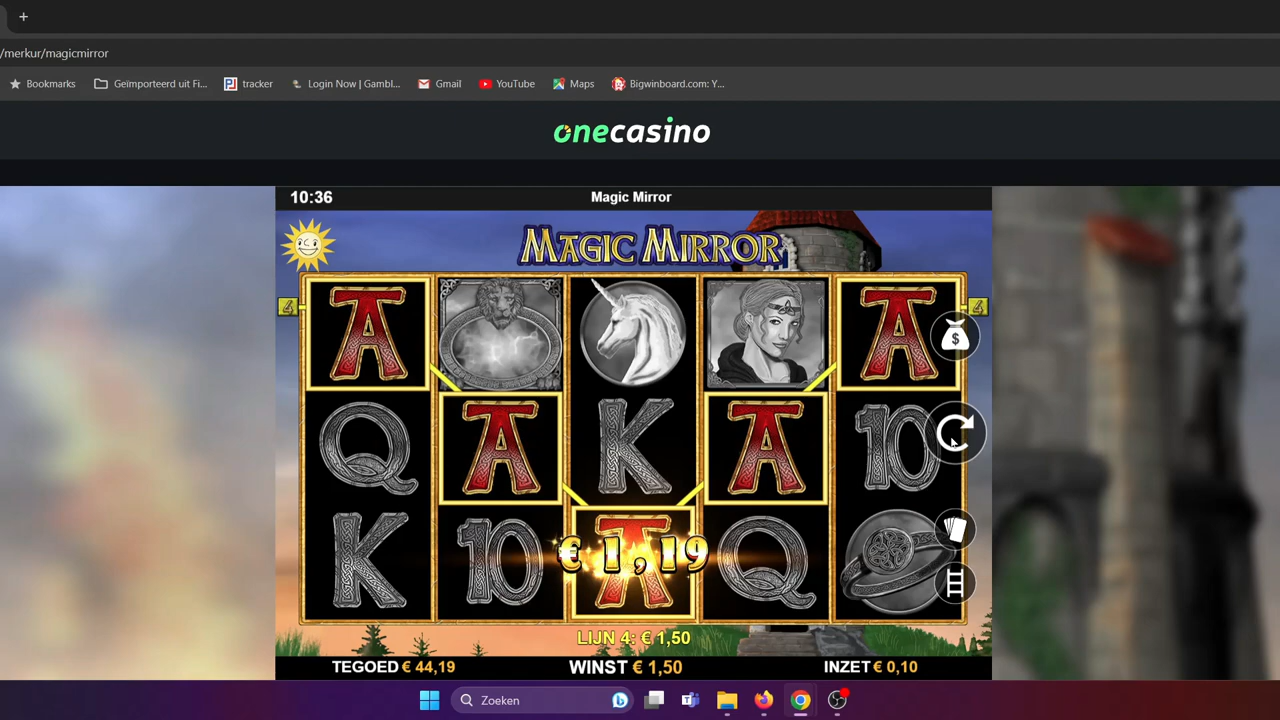 /merkur/magicmirror
Bookmarks Geïmporteerd uit Fi... tracker Login Now | Gambl... Gmail YouTube Maps Bigwinboard.com: Y...
onecasino
10:36 Magic Mirror
MAGIC MIRROR
A A
4 4
$
Q A K A 10
K 10 A Q
€ 1,19
LIJN 4: € 1,50
TEGOED € 44,19 WINST € 1,50 INZET € 0,10
Zoeken